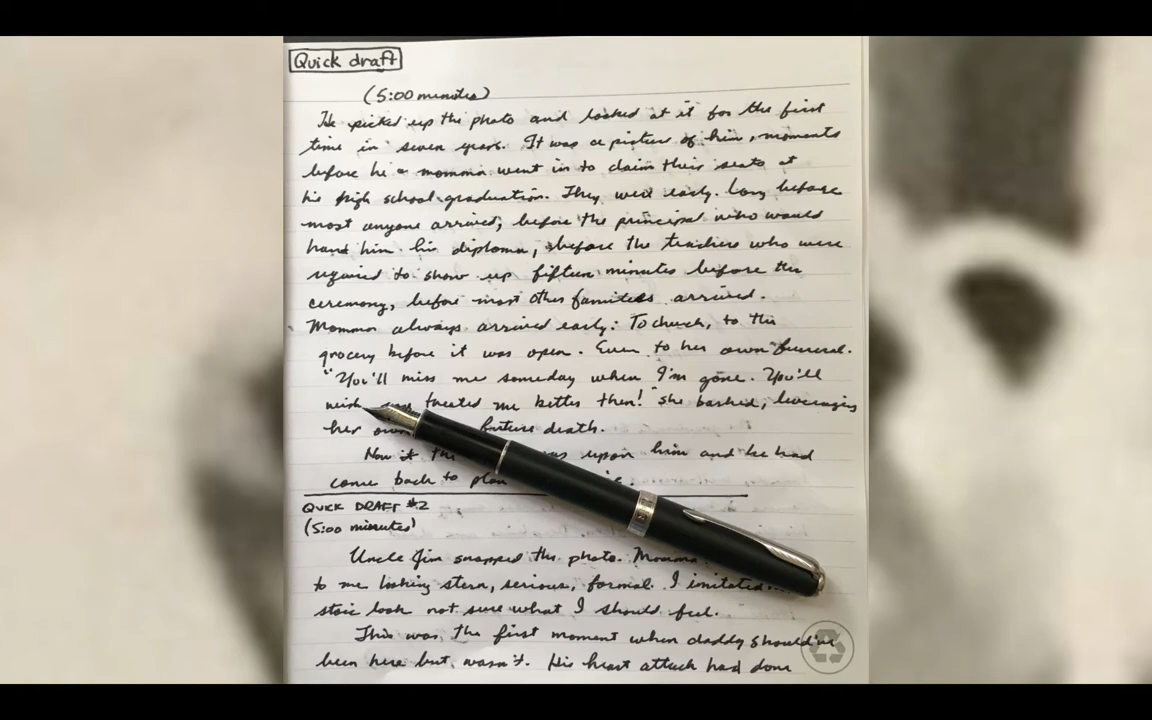 Quick draft
(5:00 minutes)
He picked up the photo and looked at it for the first
time in seven years. It was a picture of him, moments
before he momma went in to claim their seats at
his high school graduation. They were early. Long before
most anyone arrived, before the principal who would
hand him his diploma, before the teachers who were
required to show up fifteen minutes before the
ceremony, before most other families arrived.
Momma always arrived early: To church, to the
grocery before it was open. Even to her own funeral.
"You'll miss me someday when I'm gone. You'll
wish treated me better then!" she bashed, leveraging
her own future death.
Now it upon him and he had
come back to
QUICK DRAFT #2
(5:00 minutes)
Uncle Jim snapped the photo. Momma
to me looking stern, serious, formal. I imitated
stoic look not sure what I should feel.
This was the first moment when daddy should've
been here but wasn't. His heart attack had done